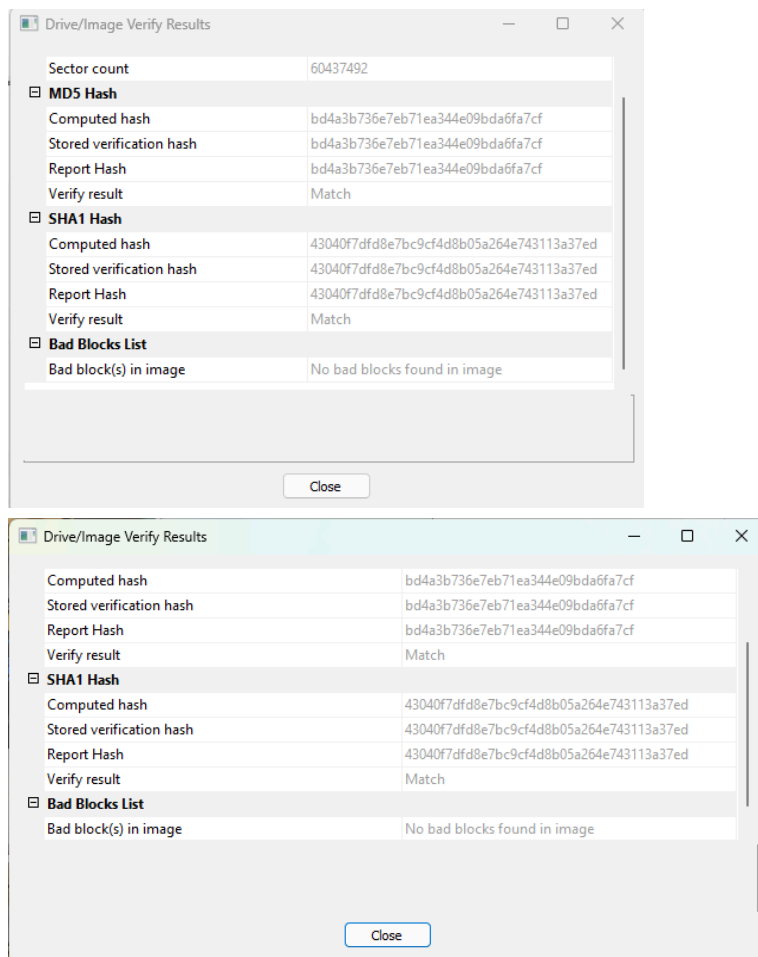 Drive/Image Verify Results
Sector count 60437492
MD5 Hash
Computed hash bd4a3b736e7eb71ea344e09bda6fa7cf
Stored verification hash bd4a3b736e7eb71ea344e09bda6fa7cf
Report Hash bd4a3b736e7eb71ea344e09bda6fa7cf
Verify result Match
SHA1 Hash
Computed hash 43040f7dfd8e7bc9cf4d8b05a264e743113a37ed
Stored verification hash 43040f7dfd8e7bc9cf4d8b05a264e743113a37ed
Report Hash 43040f7dfd8e7bc9cf4d8b05a264e743113a37ed
Verify result Match
Bad Blocks List
Bad block(s) in image No bad blocks found in image
Close
Drive/Image Verify Results
Computed hash bd4a3b736e7eb71ea344e09bda6fa7cf
Stored verification hash bd4a3b736e7eb71ea344e09bda6fa7cf
Report Hash bd4a3b736e7eb71ea344e09bda6fa7cf
Verify result Match
SHA1 Hash
Computed hash 43040f7dfd8e7bc9cf4d8b05a264e743113a37ed
Stored verification hash 43040f7dfd8e7bc9cf4d8b05a264e743113a37ed
Report Hash 43040f7dfd8e7bc9cf4d8b05a264e743113a37ed
Verify result Match
Bad Blocks List
Bad block(s) in image No bad blocks found in image
Close